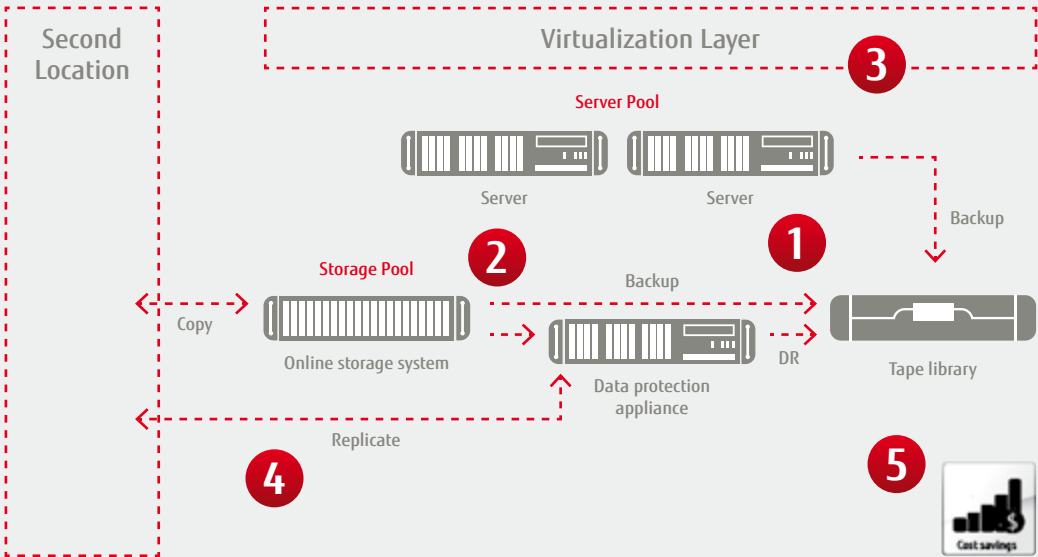 Second
Location
Virtualization Layer
3
Server Pool
Server
Server
Backup
1
2
Storage Pool
Backup
Copy
Online storage system
DR
Data protection
appliance
Tape library
Replicate
4
5
$
Cost savings